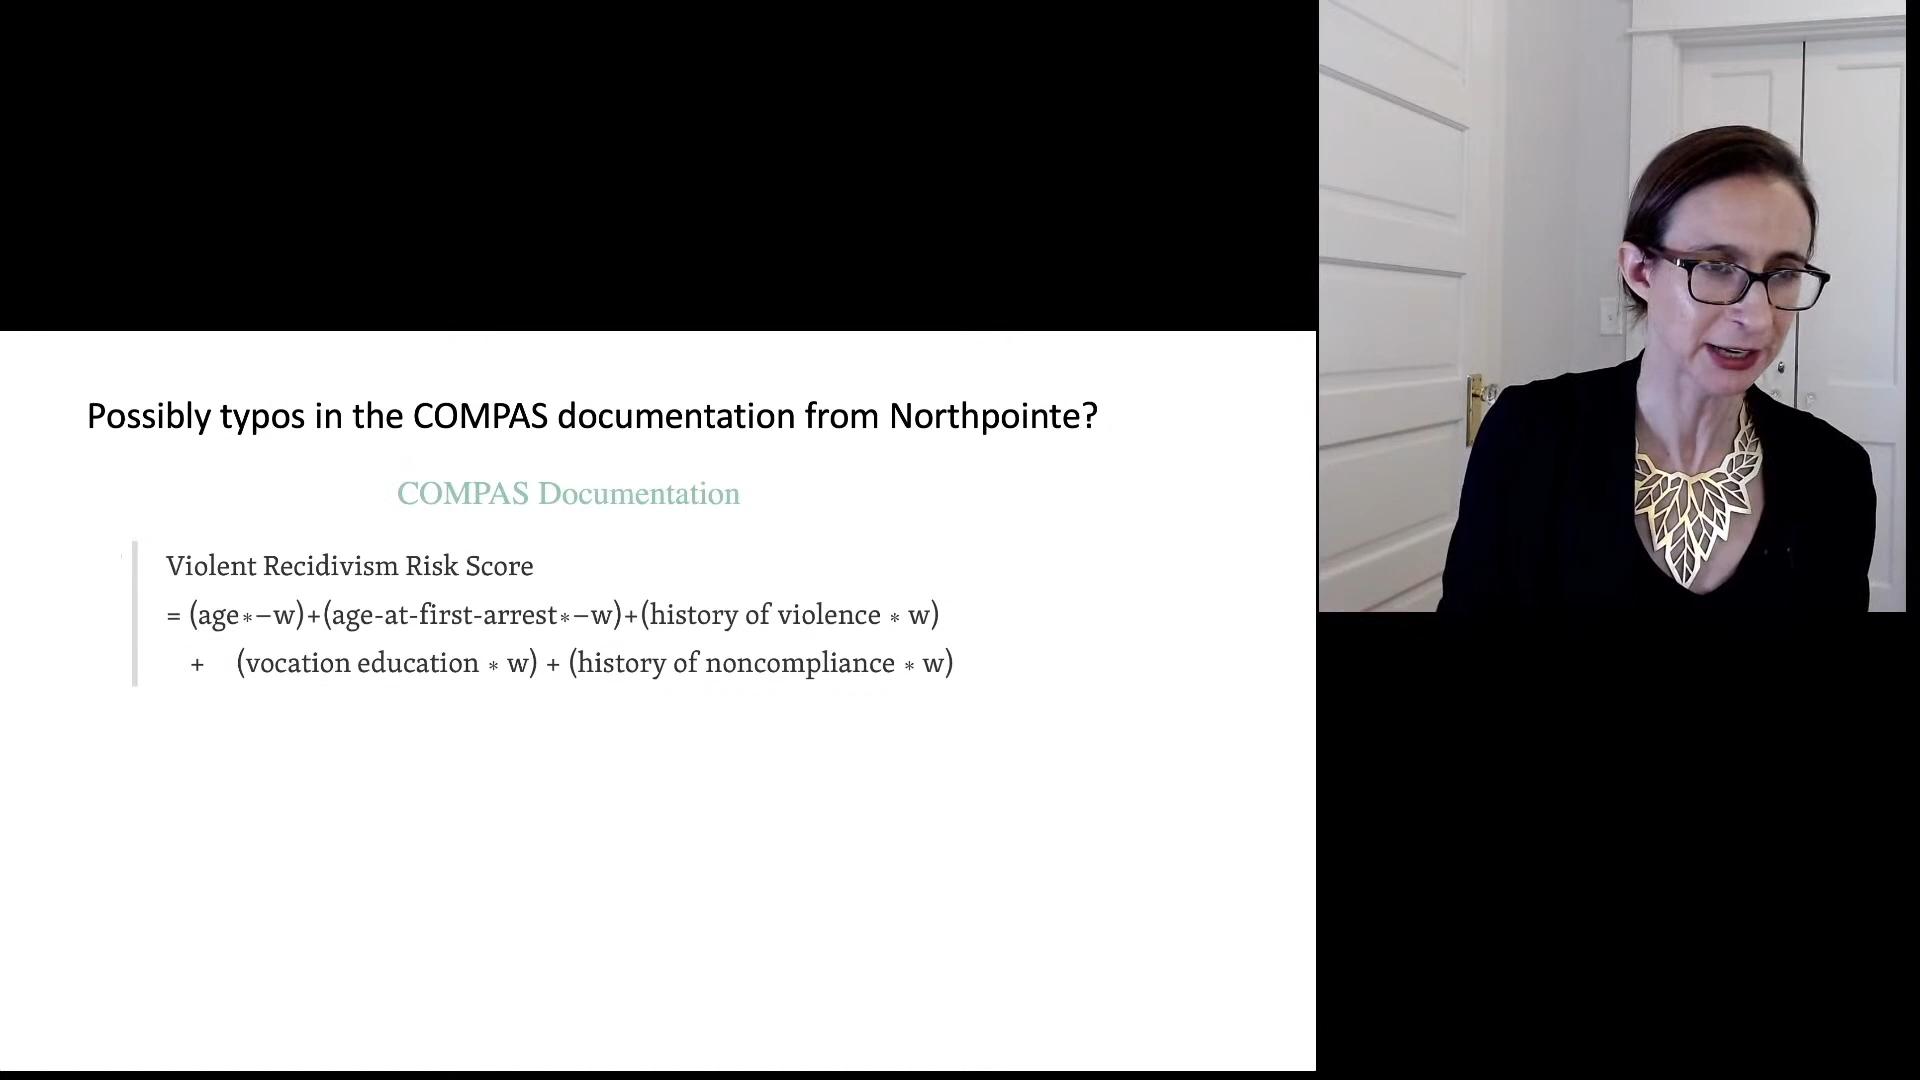 Possibly typos in the COMPAS documentation from Northpointe?
COMPAS Documentation
Violent Recidivism Risk Score
= (age*−w)+(age-at-first-arrest*−w)+(history of violence * w)
+ (vocation education * w) + (history of noncompliance * w)